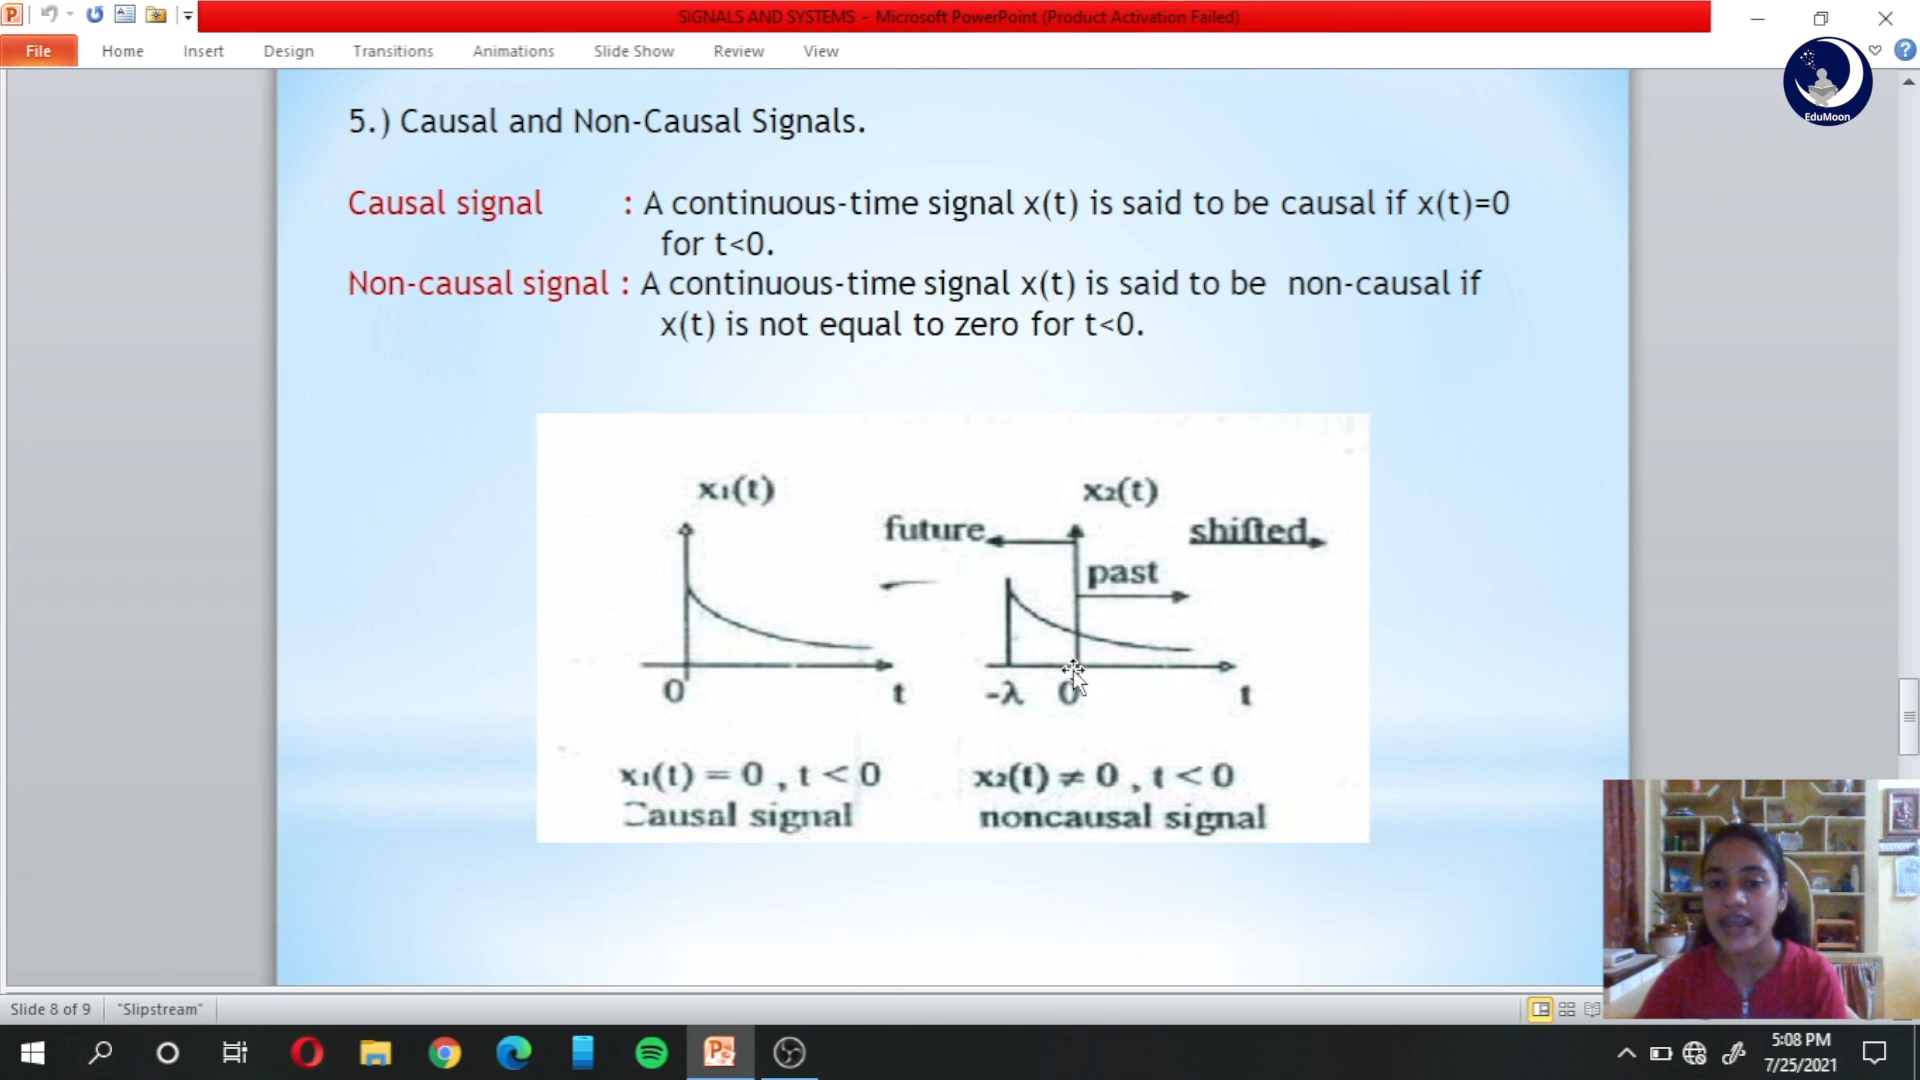 SIGNALS AND SYSTEMS - Microsoft PowerPoint (Product Activation Failed)
File Home Insert Design Transitions Animations Slide Show Review View
EduMoon
5.) Causal and Non-Causal Signals.
Causal signal : A continuous-time signal x(t) is said to be causal if x(t)=0
for t<0.
Non-causal signal : A continuous-time signal x(t) is said to be non-causal if
x(t) is not equal to zero for t<0.
x₁(t) x₂(t)
future shifted
past
0 t -λ 0 t
x₁(t) = 0 , t < 0 x₂(t) ≠ 0 , t < 0
Causal signal noncausal signal
Slide 8 of 9 "Slipstream"
5:08 PM
7/25/2021